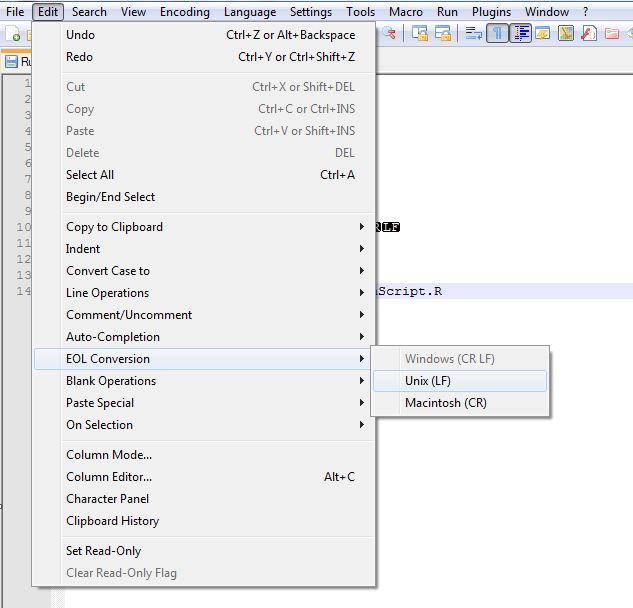 File Edit Search View Encoding Language Settings Tools Macro Run Plugins Window ?
Undo Ctrl+Z or Alt+Backspace
Redo Ctrl+Y or Ctrl+Shift+Z
Cut Ctrl+X or Shift+DEL
Copy Ctrl+C or Ctrl+INS
Paste Ctrl+V or Shift+INS
Delete DEL
Select All Ctrl+A
Begin/End Select
Copy to Clipboard
LF
Indent
Convert Case to
Line Operations
Script.R
Comment/Uncomment
Auto-Completion
EOL Conversion
Windows (CR LF)
Blank Operations
Unix (LF)
Paste Special
Macintosh (CR)
On Selection
Column Mode...
Column Editor... Alt+C
Character Panel
Clipboard History
Set Read-Only
Clear Read-Only Flag
1
2
3
4
5
6
7
8
9
10
11
12
13
14